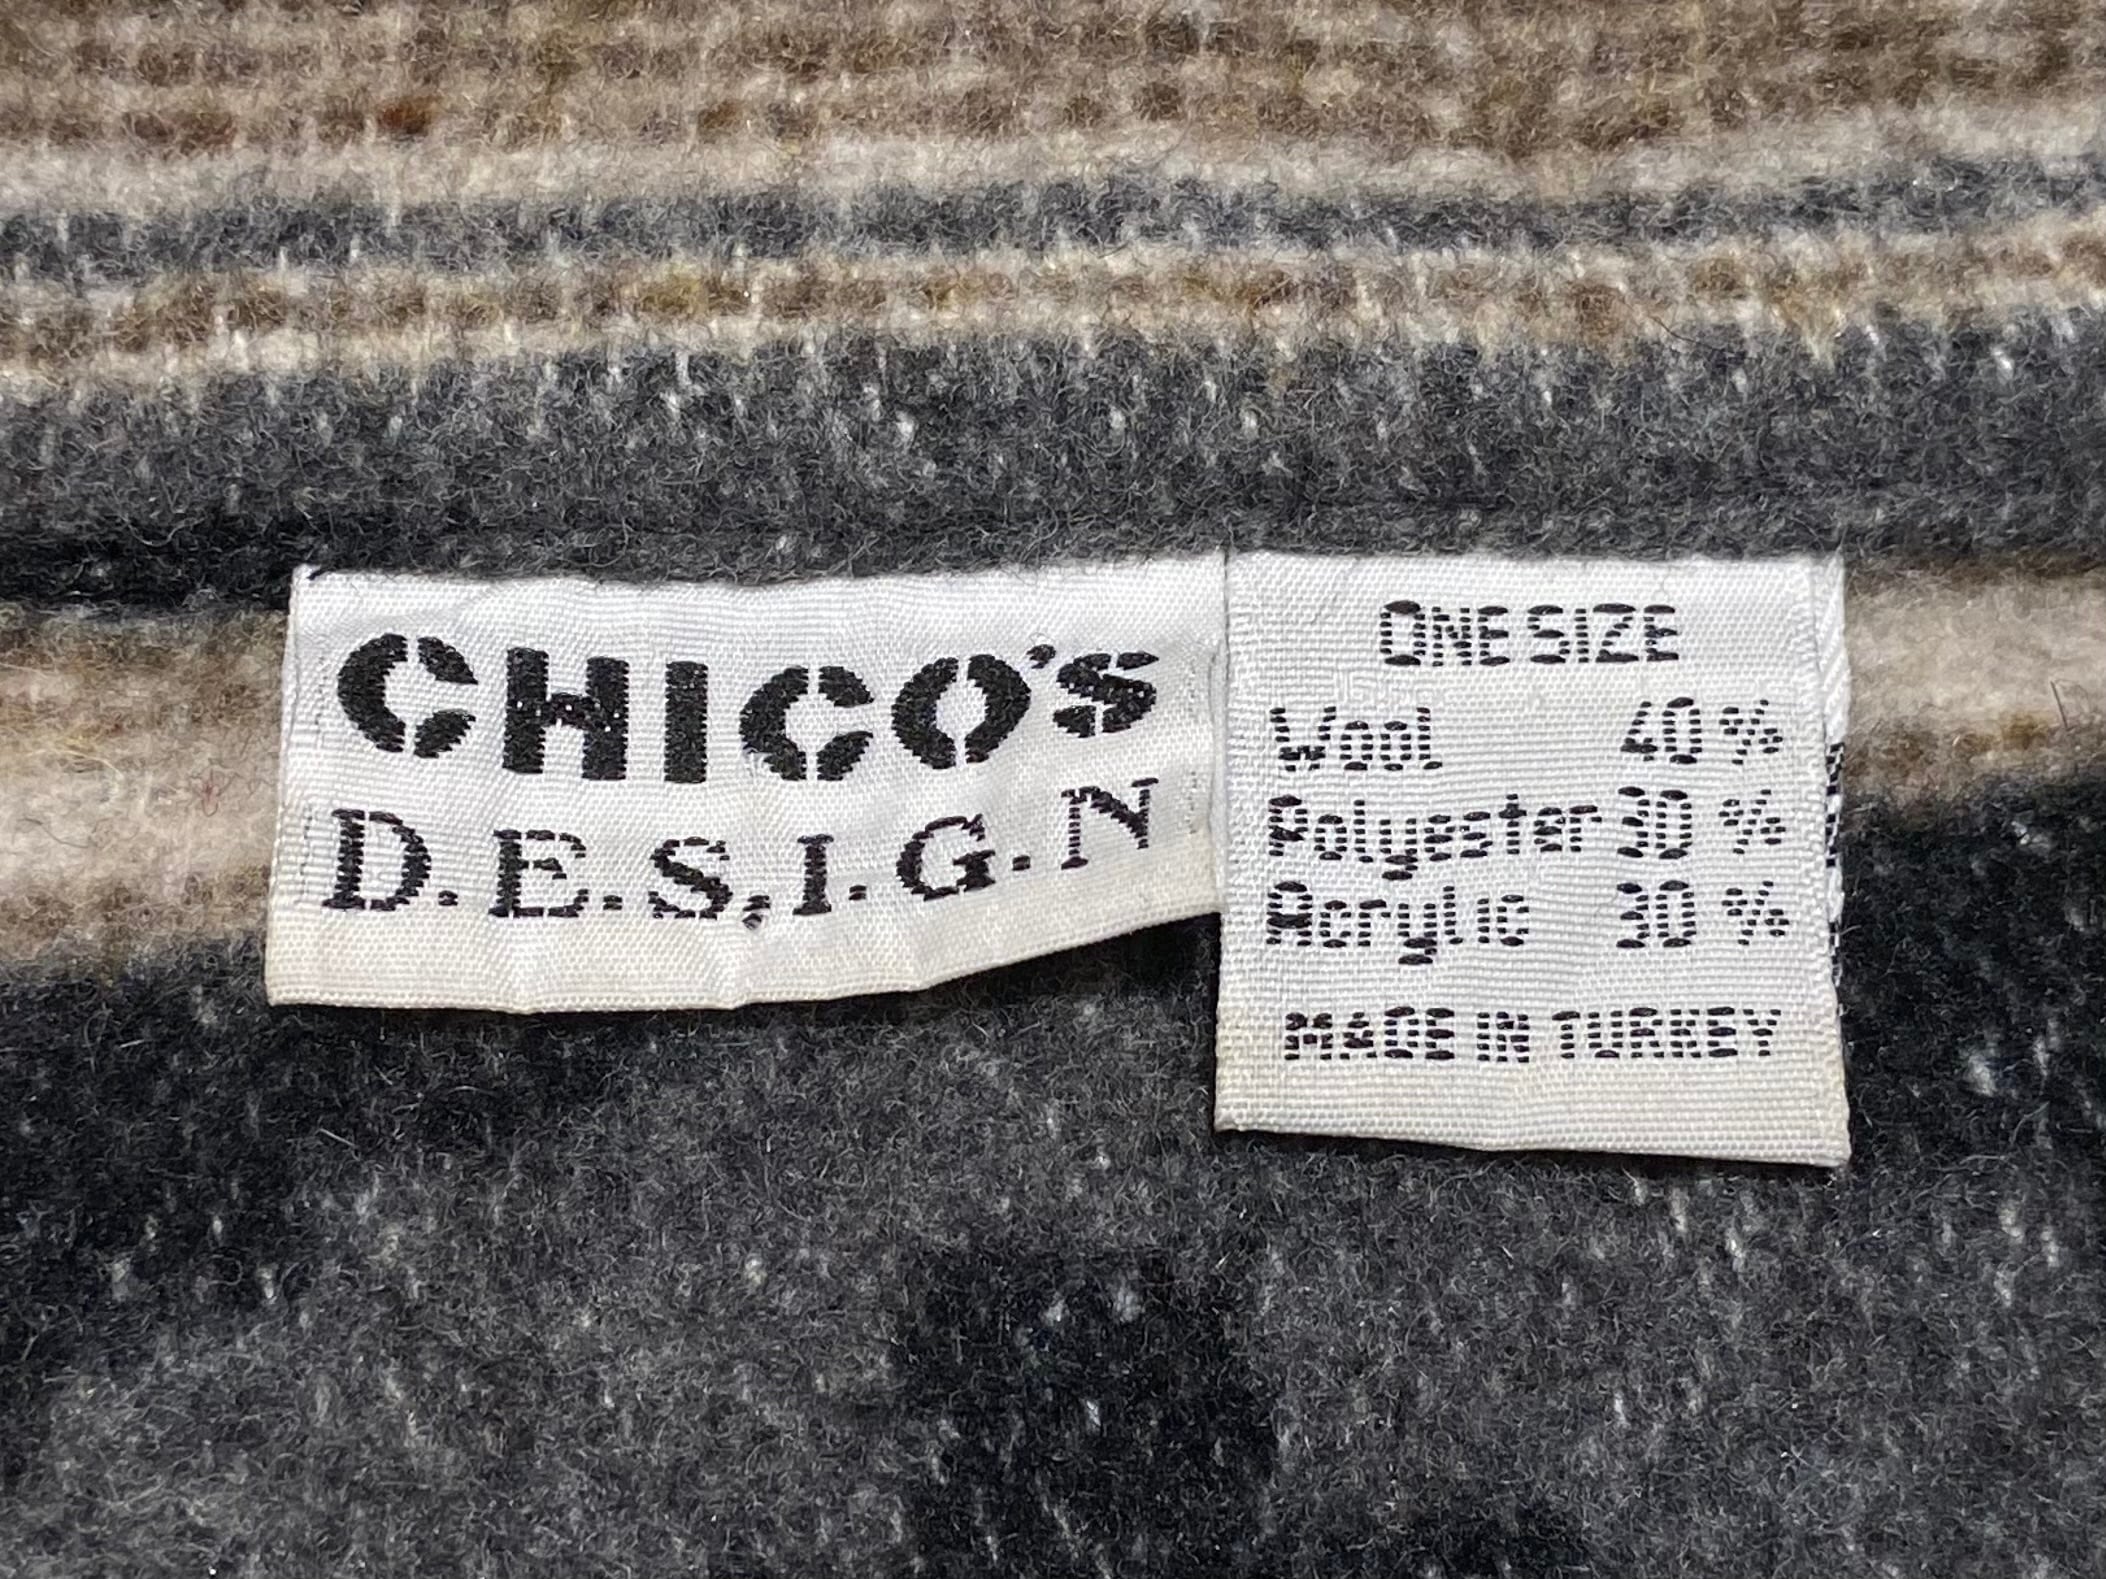 CHICO's
D.E.S.I.G.N
ONE SIZE
Wool 40 %
Polyester 30 %
Acrylic 30 %
MADE IN TURKEY